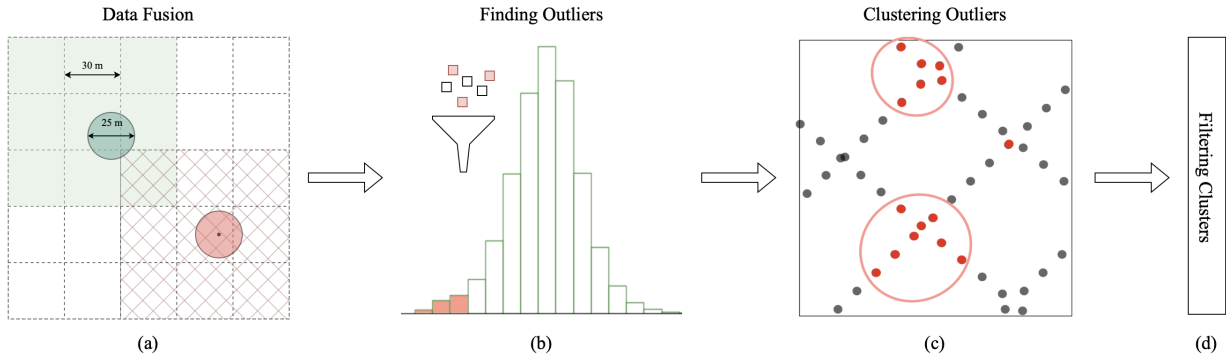 Data Fusion
Finding Outliers
Clustering Outliers
30 m
25 m
Filtering Clusters
(a)
(b)
(c)
(d)